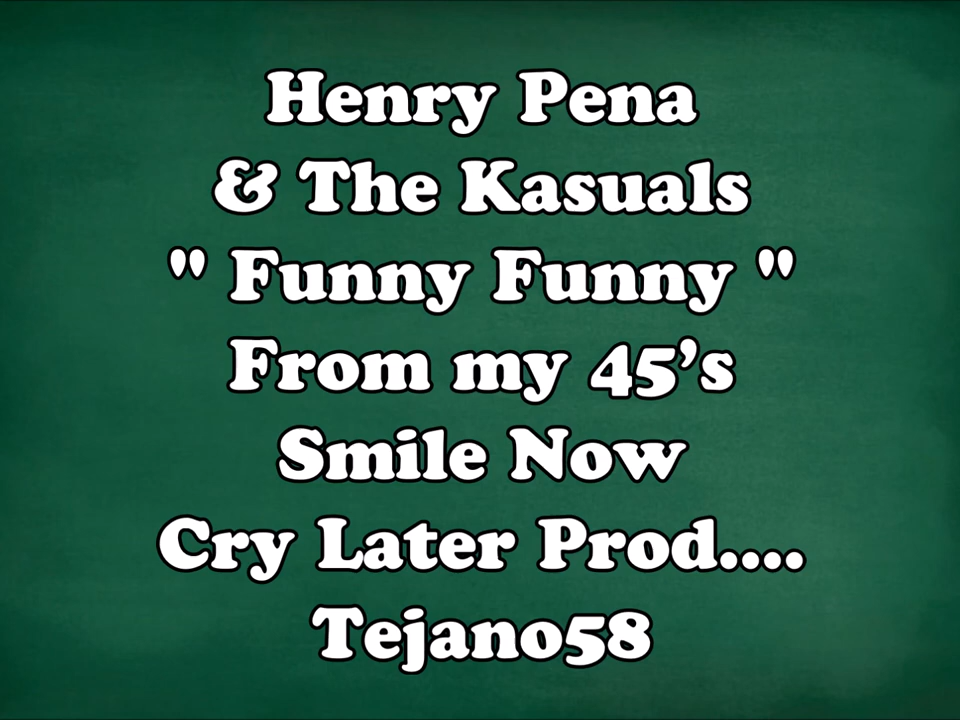 Henry Pena
& The Kasuals
" Funny Funny "
From my 45’s
Smile Now
Cry Later Prod....
Tejano58